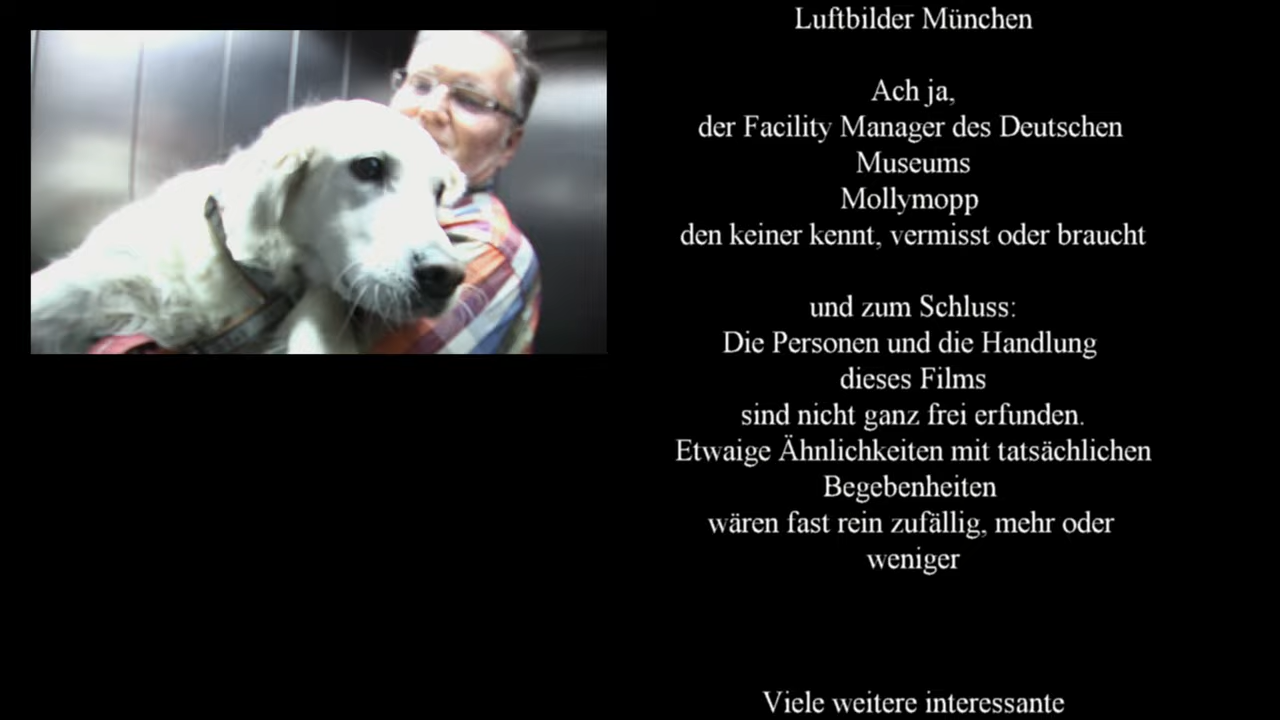 Luftbilder München
Ach ja,
der Facility Manager des Deutschen
Museums
Mollymopp
den keiner kennt, vermisst oder braucht
und zum Schluss:
Die Personen und die Handlung
dieses Films
sind nicht ganz frei erfunden.
Etwaige Ähnlichkeiten mit tatsächlichen
Begebenheiten
wären fast rein zufällig, mehr oder
weniger
Viele weitere interessante